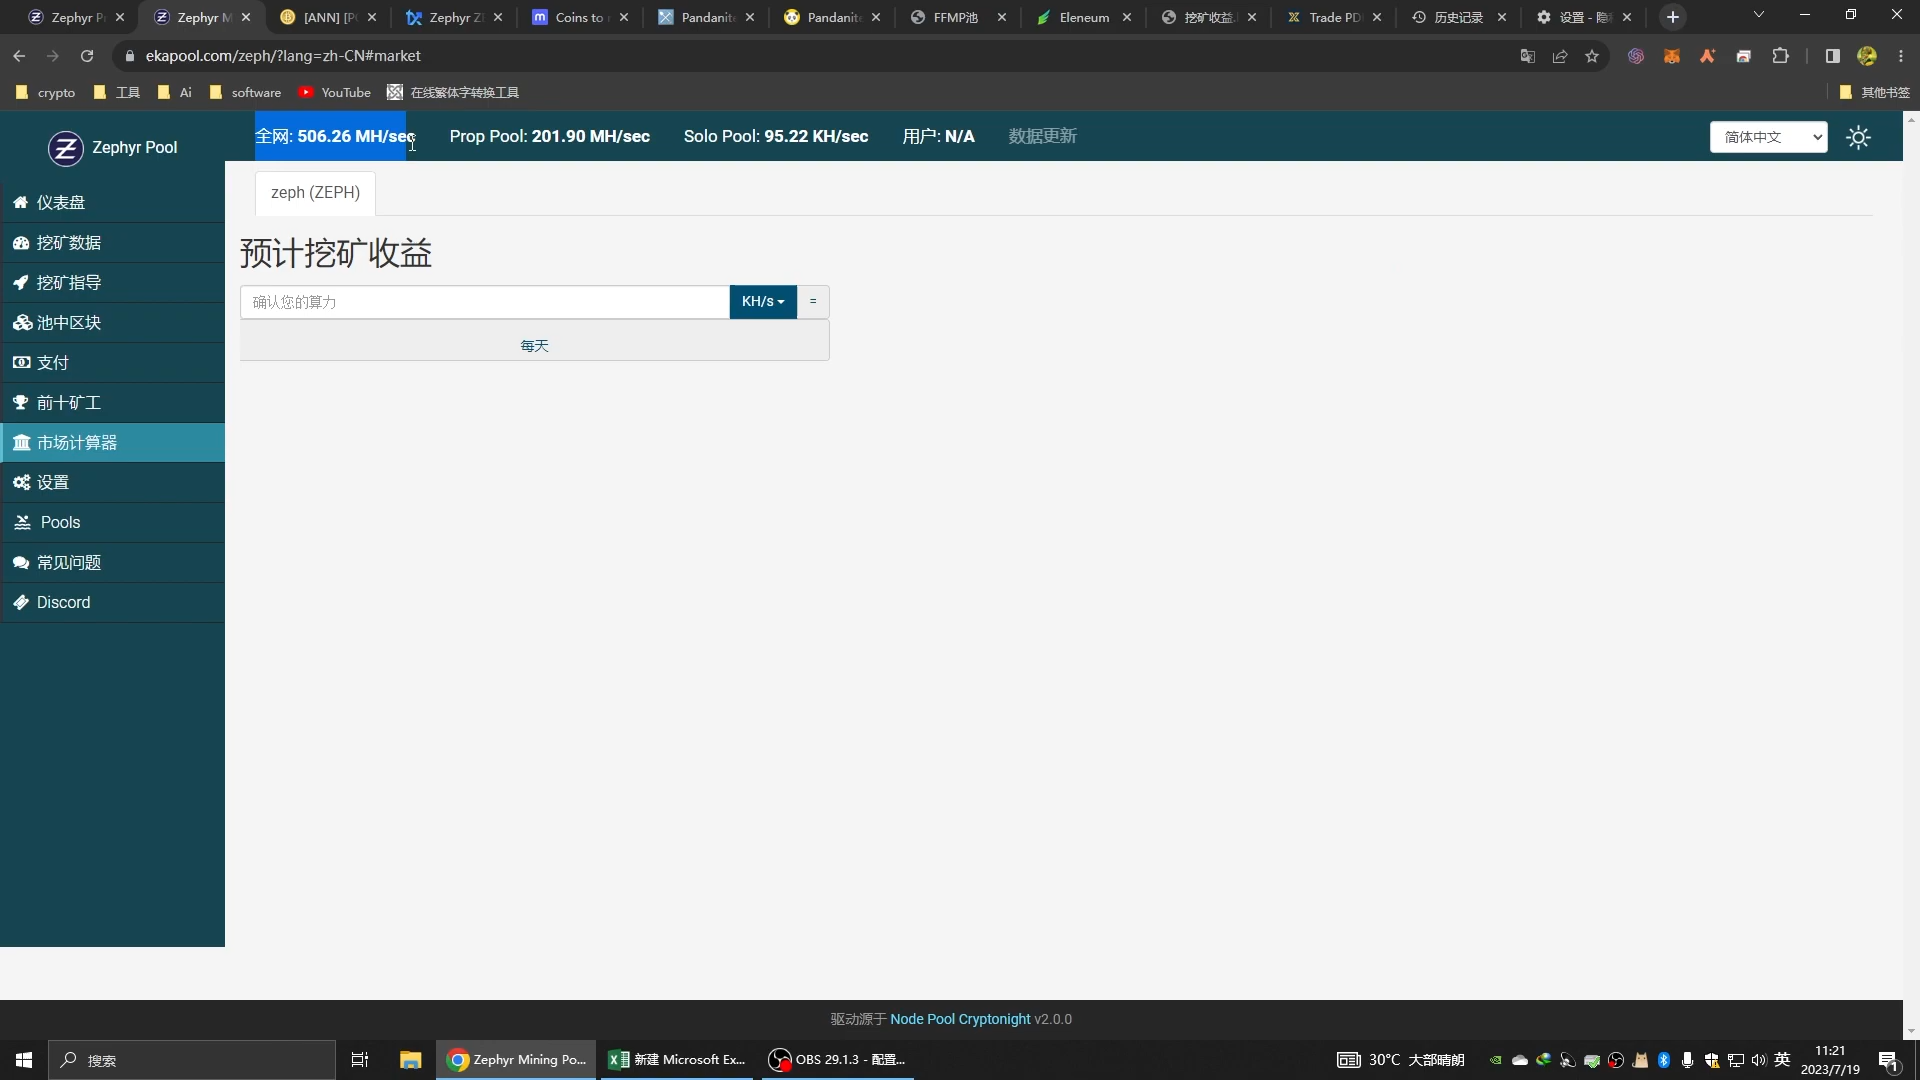 Zephyr P
Zephyr M
[ANN] [P
Zephyr Z
Coins to
Pandanite
Pandanite
FFMP池
Eleneum
挖矿收益
Trade PD
历史记录
设置 - 隐
ekapool.com/zeph/?lang=zh-CN#market
crypto
工具
Ai
software
YouTube
在线繁体字转换工具
其他书签
Zephyr Pool
全网: 506.26 MH/sec
Prop Pool: 201.90 MH/sec
Solo Pool: 95.22 KH/sec
用户: N/A
数据更新
简体中文
仪表盘
挖矿数据
挖矿指导
池中区块
支付
前十矿工
市场计算器
设置
Pools
常见问题
Discord
zeph (ZEPH)
预计挖矿收益
确认您的算力
KH/s
=
每天
驱动源于 Node Pool Cryptonight v2.0.0
搜索
Zephyr Mining Po...
新建 Microsoft Ex...
OBS 29.1.3 - 配置...
30°C 大部晴朗
英
11:21
2023/7/19
1